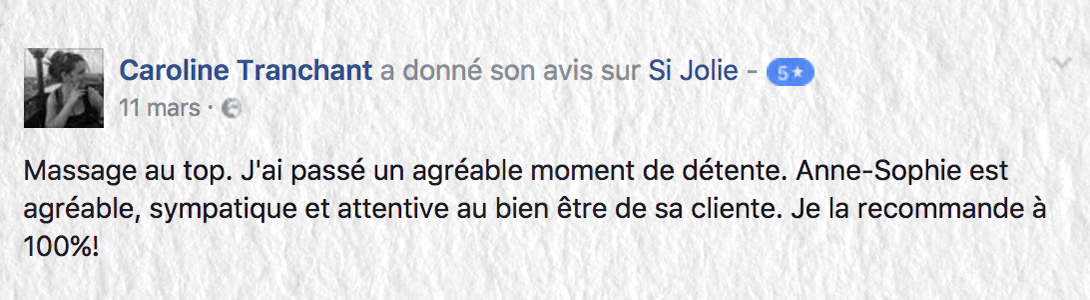 Caroline Tranchant a donné son avis sur Si Jolie - 5★
11 mars ·
Massage au top. J'ai passé un agréable moment de détente. Anne-Sophie est
agréable, sympatique et attentive au bien être de sa cliente. Je la recommande à
100%!